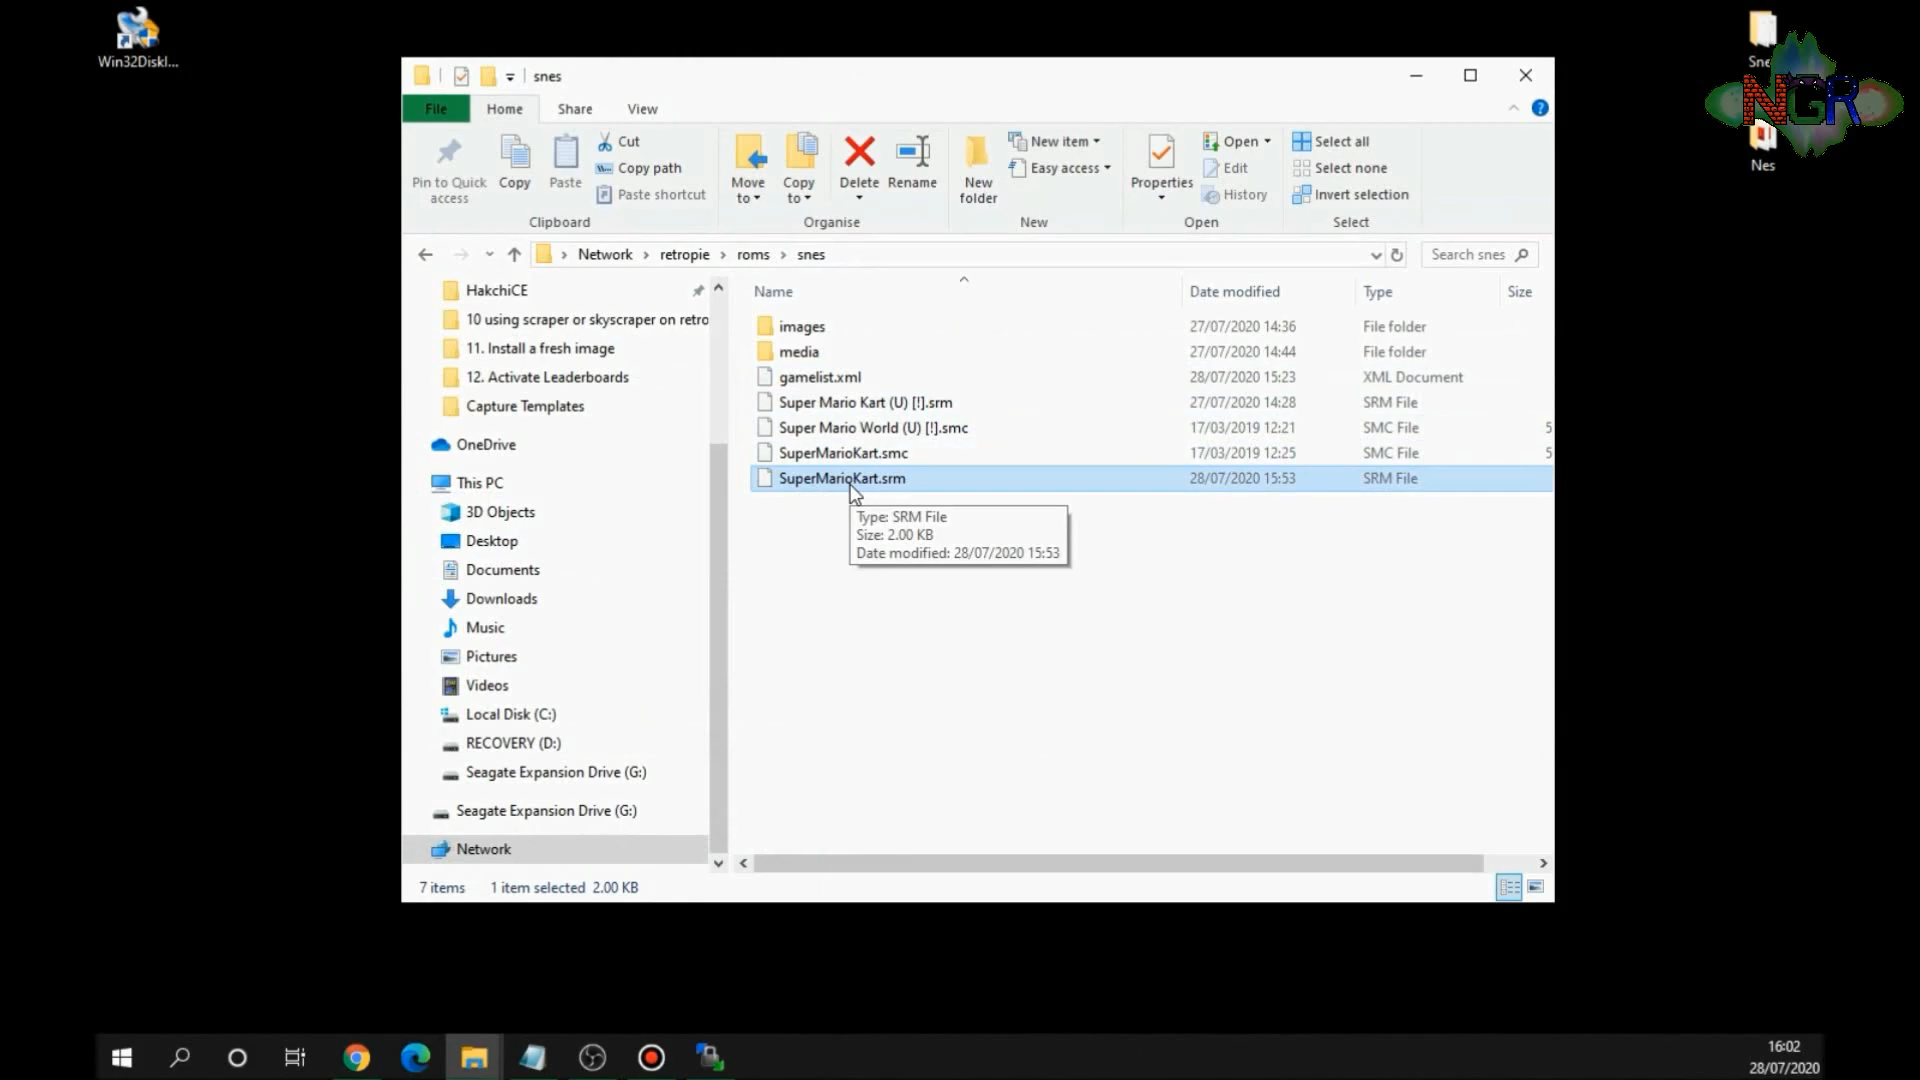 Win32DiskI...
Sne
NGR
Nes
snes
File
Home
Share
View
Pin to Quick access
Copy
Paste
Cut
Copy path
Paste shortcut
Clipboard
Move to
Copy to
Delete
Rename
Organise
New folder
New item
Easy access
New
Properties
Open
Edit
History
Open
Select all
Select none
Invert selection
Select
Network
retropie
roms
snes
Search snes
HakchiCE
10 using scraper or skyscraper on retro
11. Install a fresh image
12. Activate Leaderboards
Capture Templates
OneDrive
This PC
3D Objects
Desktop
Documents
Downloads
Music
Pictures
Videos
Local Disk (C:)
RECOVERY (D:)
Seagate Expansion Drive (G:)
Seagate Expansion Drive (G:)
Network
Name Date modified Type Size
images 27/07/2020 14:36 File folder
media 27/07/2020 14:44 File folder
gamelist.xml 28/07/2020 15:23 XML Document
Super Mario Kart (U) [!].srm 27/07/2020 14:28 SRM File
Super Mario World (U) [!].smc 17/03/2019 12:21 SMC File 5
SuperMarioKart.smc 17/03/2019 12:25 SMC File 5
SuperMarioKart.srm 28/07/2020 15:53 SRM File
Type: SRM File
Size: 2.00 KB
Date modified: 28/07/2020 15:53
7 items 1 item selected 2.00 KB
16:02
28/07/2020